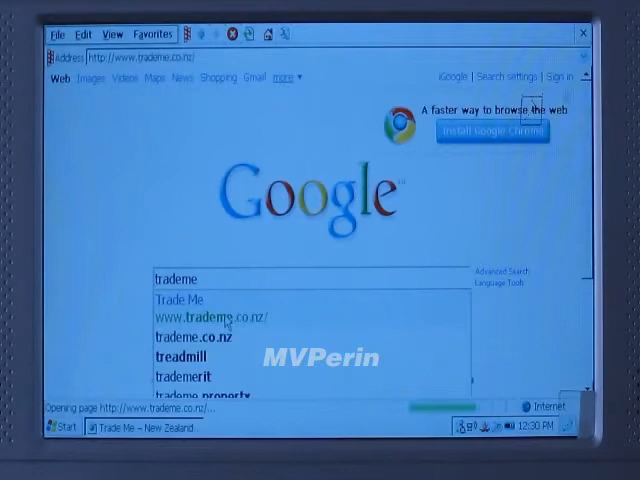 File Edit View Favorites
Address http://www.trademe.co.nz/
Web Images Videos Maps News Shopping Gmail more ▼
iGoogle | Search settings | Sign in
A faster way to browse the web
Install Google Chrome
Google
trademe
Advanced Search
Language Tools
Trade Me
www.trademe.co.nz/
trademe.co.nz
treadmill
MVPerin
trademerit
trademe property
Opening page http://www.trademe.co.nz/...
Internet
Start
Trade Me – New Zealand...
12:30 PM